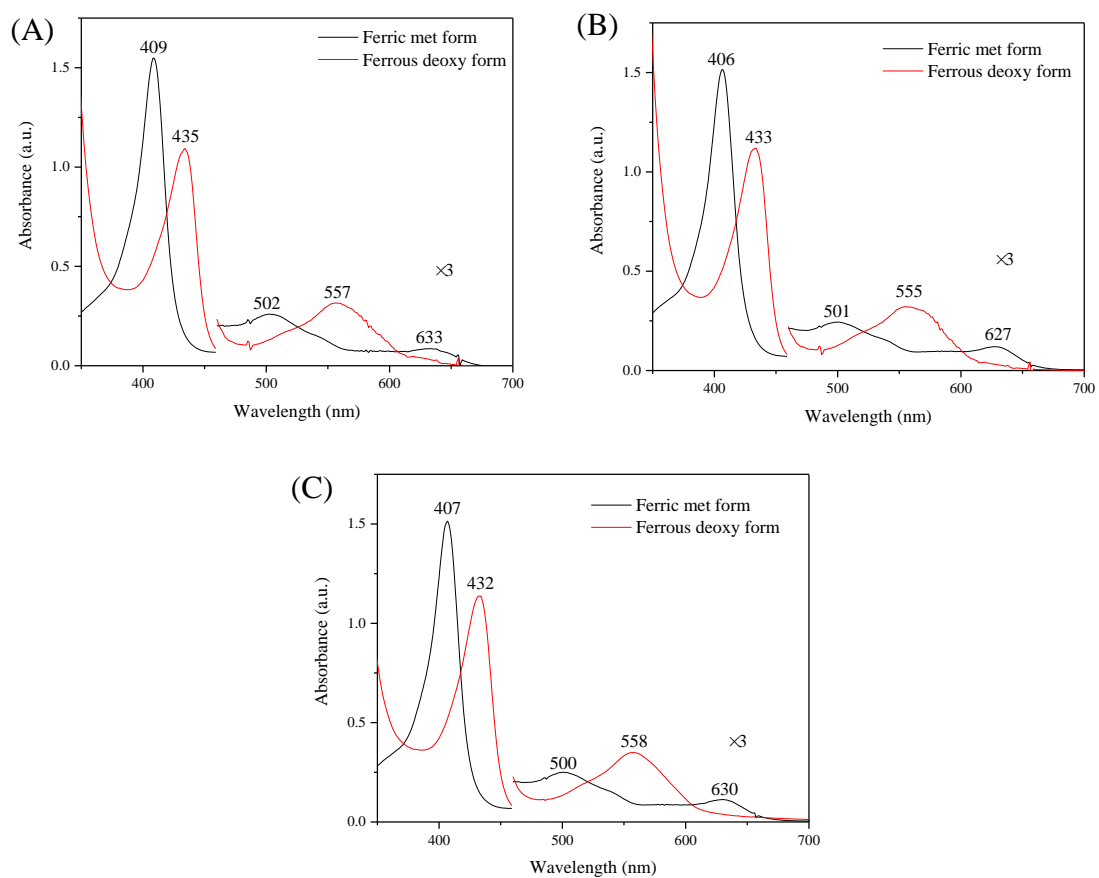 (A)
Ferric met form
Ferrous deoxy form
409
435
×3
502
557
633
1.5
1.0
0.5
0.0
400
500
600
700
Absorbance (a.u.)
Wavelength (nm)
(B)
Ferric met form
Ferrous deoxy form
406
433
×3
501
555
627
1.5
1.0
0.5
0.0
400
500
600
700
Absorbance (a.u.)
Wavelength (nm)
(C)
Ferric met form
Ferrous deoxy form
407
432
×3
500
558
630
1.5
1.0
0.5
0.0
400
500
600
700
Absorbance (a.u.)
Wavelength (nm)